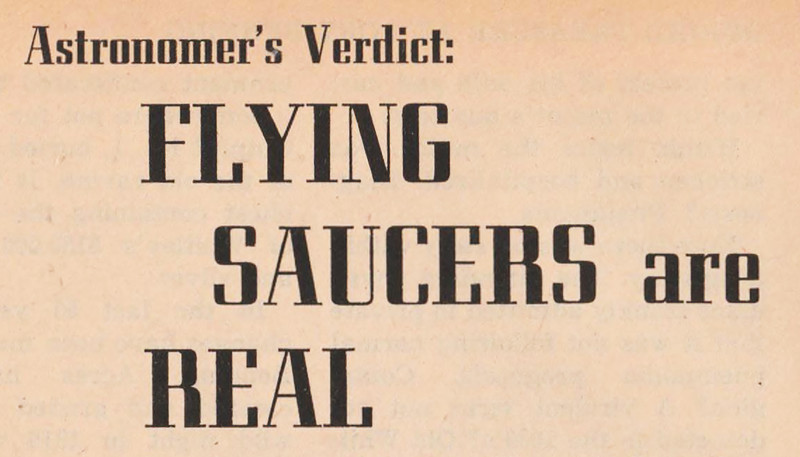 Astronomer's Verdict:
FLYING
SAUCERS are
REAL